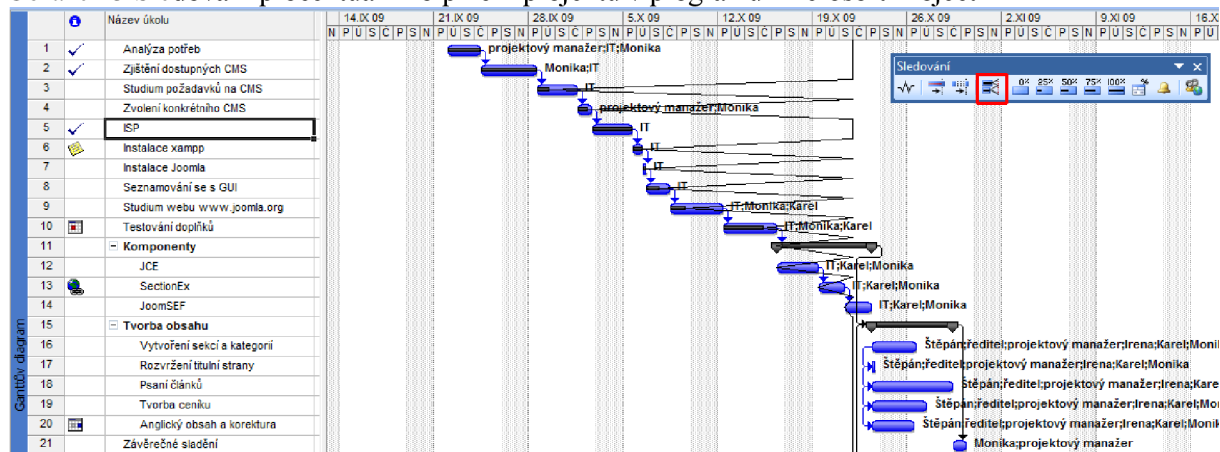 Název úkolu
14.IX 09 21.IX 09 28.IX 09 5.X 09 12.X 09 19.X 09 26.X 09 2.XI 09 9.XI 09 16.X
N P Ú S Č P S N P Ú S Č P S N P Ú S Č P S N P Ú S Č P S N P Ú S Č P S N P Ú S Č P S N P Ú S Č P S N P Ú S Č P S N P Ú S Č P S N P Ú
1 Analýza potřeb projektový manažer;IT;Monika
Sledování
2 Zjištění dostupných CMS Monika;IT
0% 25% 50% 75% 100%
3 Studium požadavků na CMS IT
4 Zvolení konkrétního CMS projektový manažer;Monika
5 ISP IT
6 Instalace xampp IT
7 Instalace Joomla IT
8 Seznamování se s GUI IT
9 Studium webu www.joomla.org IT;Monika;Karel
10 Testování doplňků IT;Monika;Karel
11 Komponenty
12 JCE IT;Karel;Monika
13 SectionEx IT;Karel;Monika
14 JoomSEF IT;Karel;Monika
15 Tvorba obsahu
16 Vytvoření sekcí a kategorií Štěpán;ředitel;projektový manažer;Irena;Karel;Moni
17 Rozvržení titulní strany Štěpán;ředitel;projektový manažer;Irena;Karel;Monika
18 Psaní článků Štěpán;ředitel;projektový manažer;Irena;Kare
19 Tvorba ceníku Štěpán;ředitel;projektový manažer;Irena;Karel;Mo
20 Anglický obsah a korektura Štěpán;ředitel;projektový manažer;Irena;Karel;Moni
21 Závěrečné sladění Monika;projektový manažer
Ganttův diagram